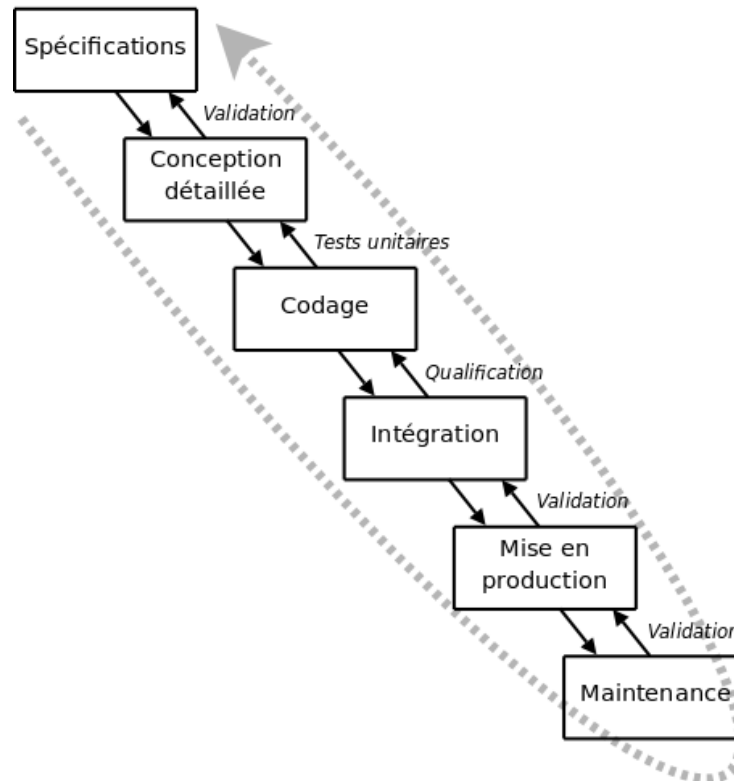 Spécifications
Validation
Conception
détaillée
Tests unitaires
Codage
Qualification
Intégration
Validation
Mise en
production
Validation
Maintenance